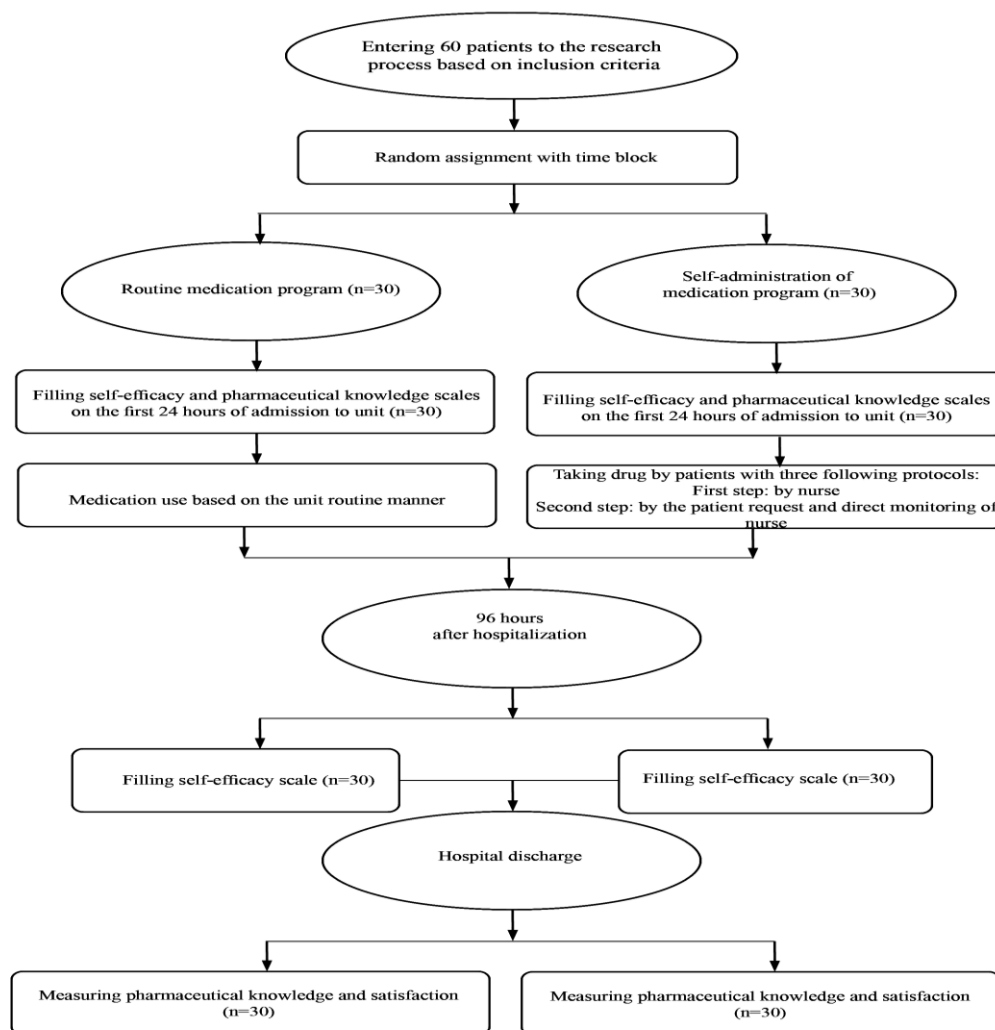 Entering 60 patients to the research
process based on inclusion criteria
Random assignment with time block
Routine medication program (n=30)
Self-administration of
medication program (n=30)
Filling self-efficacy and pharmaceutical knowledge scales
on the first 24 hours of admission to unit (n=30)
Filling self-efficacy and pharmaceutical knowledge scales
on the first 24 hours of admission to unit (n=30)
Medication use based on the unit routine manner
Taking drug by patients with three following protocols:
First step: by nurse
Second step: by the patient request and direct monitoring of
nurse
96 hours
after hospitalization
Filling self-efficacy scale (n=30)
Filling self-efficacy scale (n=30)
Hospital discharge
Measuring pharmaceutical knowledge and satisfaction
(n=30)
Measuring pharmaceutical knowledge and satisfaction
(n=30)